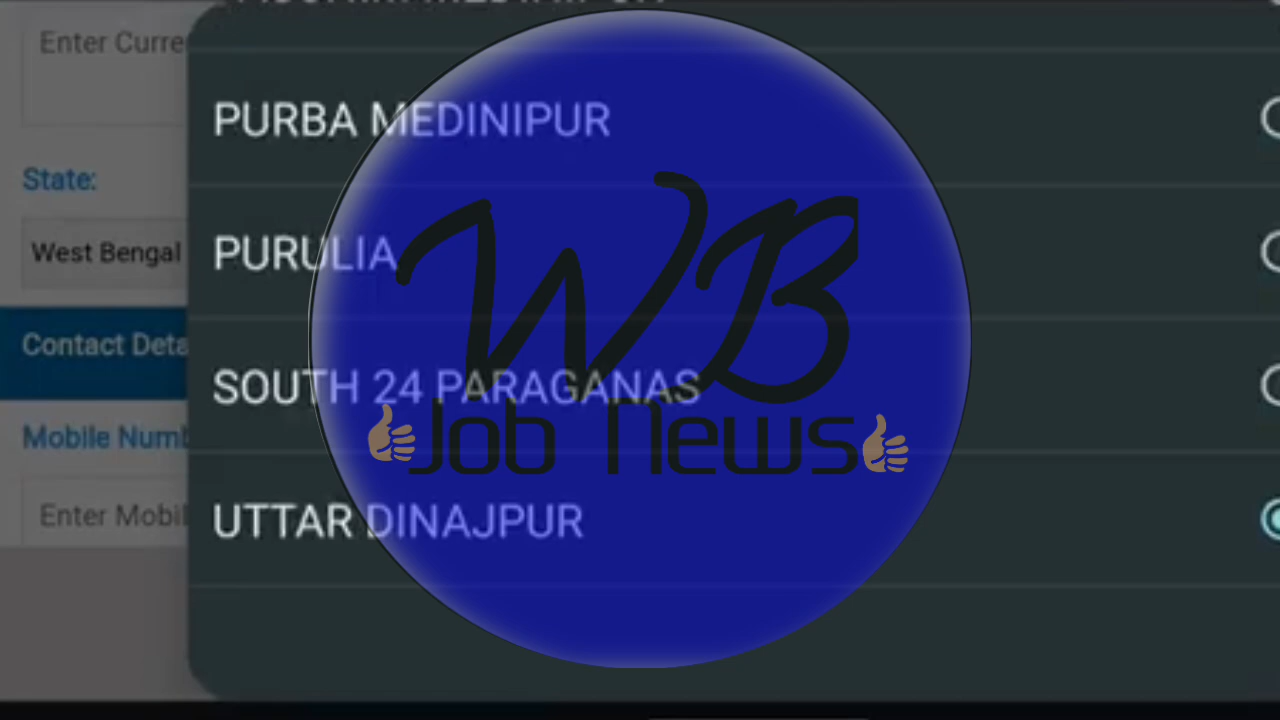 Enter Curre
PURBA MEDINIPUR
State:
West Bengal
PURULIA
WB
Contact Deta
SOUTH 24 PARAGANAS
Mobile Numb
Job News
Enter Mobil
UTTAR DINAJPUR